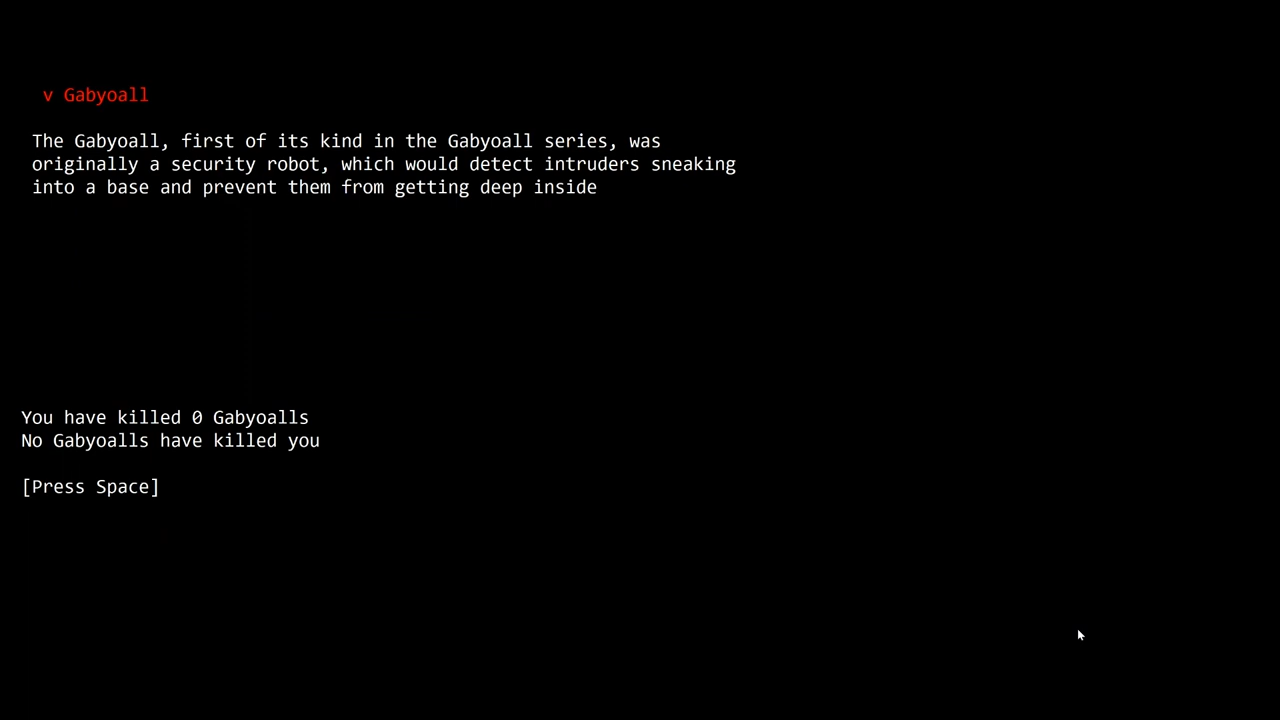 v Gabyoall
The Gabyoall, first of its kind in the Gabyoall series, was
originally a security robot, which would detect intruders sneaking
into a base and prevent them from getting deep inside
You have killed 0 Gabyoalls
No Gabyoalls have killed you
[Press Space]